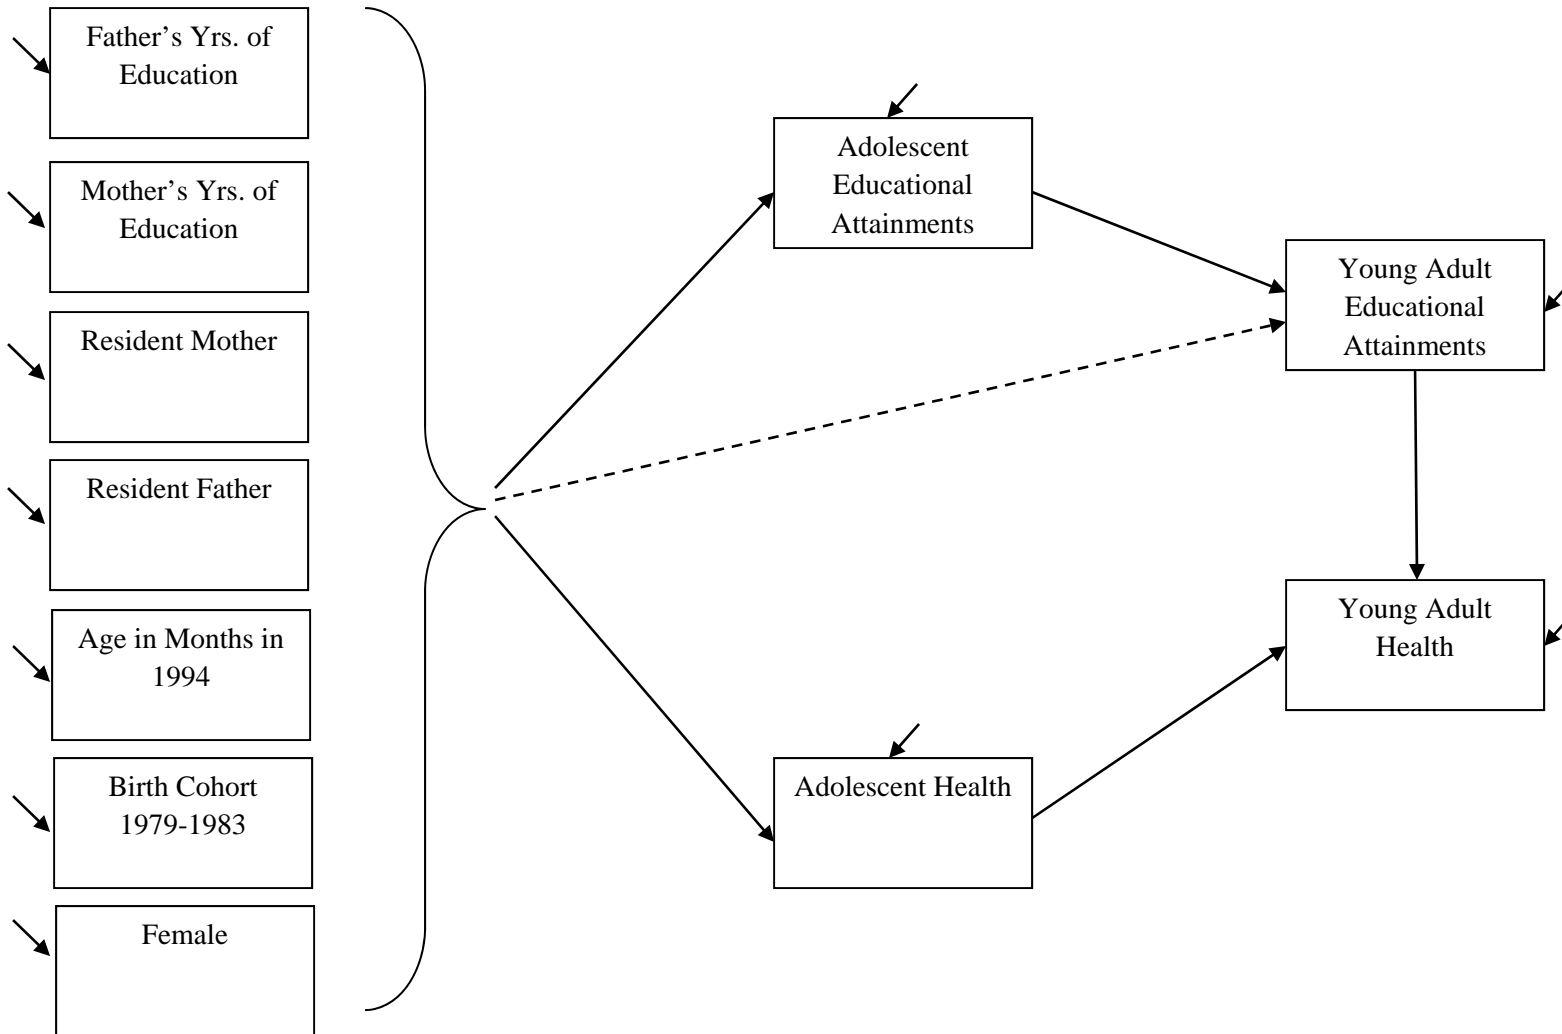 Father’s Yrs. of
Education
Mother’s Yrs. of
Education
Resident Mother
Resident Father
Age in Months in
1994
Birth Cohort
1979-1983
Female
Adolescent
Educational
Attainments
Adolescent Health
Young Adult
Educational
Attainments
Young Adult
Health